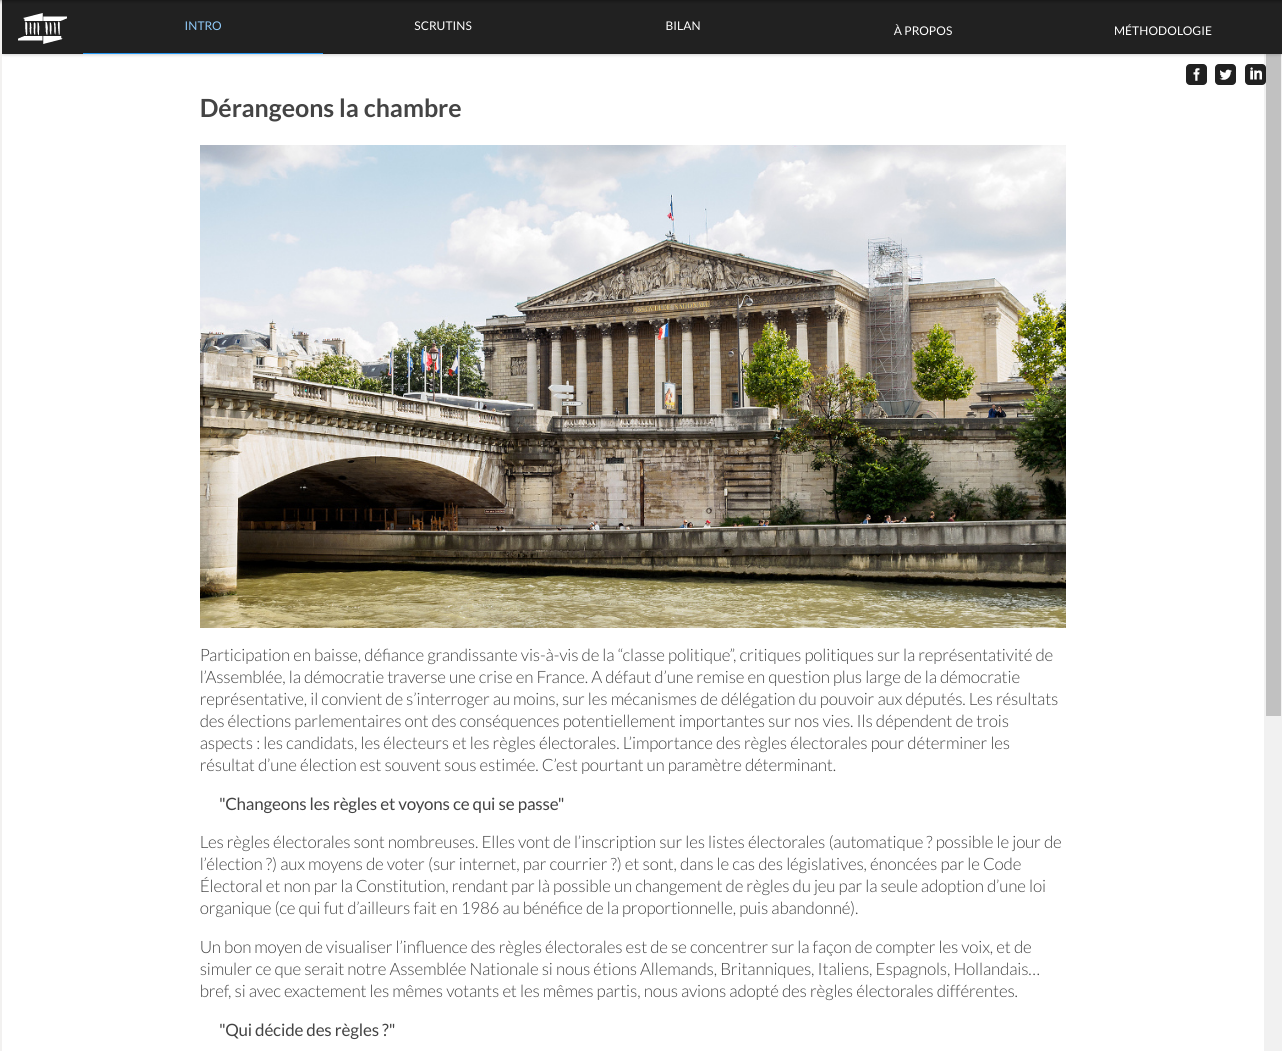 INTRO SCRUTINS BILAN À PROPOS MÉTHODOLOGIE
Dérangeons la chambre
Participation en baisse, défiance grandissante vis-à-vis de la “classe politique”, critiques politiques sur la représentativité de
l’Assemblée, la démocratie traverse une crise en France. A défaut d’une remise en question plus large de la démocratie
représentative, il convient de s’interroger au moins, sur les mécanismes de délégation du pouvoir aux députés. Les résultats
des élections parlementaires ont des conséquences potentiellement importantes sur nos vies. Ils dépendent de trois
aspects : les candidats, les électeurs et les règles électorales. L’importance des règles électorales pour déterminer les
résultat d’une élection est souvent sous estimée. C’est pourtant un paramètre déterminant.
"Changeons les règles et voyons ce qui se passe"
Les règles électorales sont nombreuses. Elles vont de l’inscription sur les listes électorales (automatique ? possible le jour de
l’élection ?) aux moyens de voter (sur internet, par courrier ?) et sont, dans le cas des législatives, énoncées par le Code
Électoral et non par la Constitution, rendant par là possible un changement de règles du jeu par la seule adoption d’une loi
organique (ce qui fut d’ailleurs fait en 1986 au bénéfice de la proportionnelle, puis abandonné).
Un bon moyen de visualiser l’influence des règles électorales est de se concentrer sur la façon de compter les voix, et de
simuler ce que serait notre Assemblée Nationale si nous étions Allemands, Britanniques, Italiens, Espagnols, Hollandais…
bref, si avec exactement les mêmes votants et les mêmes partis, nous avions adopté des règles électorales différentes.
"Qui décide des règles ?"